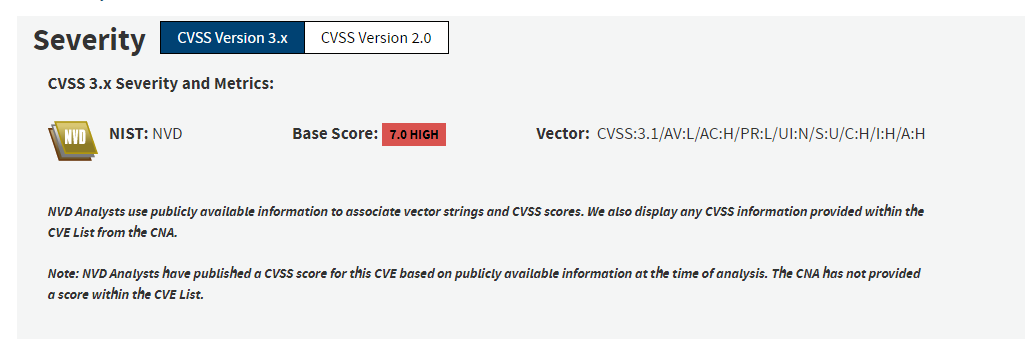 Severity CVSS Version 3.x CVSS Version 2.0
CVSS 3.x Severity and Metrics:
NVD NIST: NVD Base Score: 7.0 HIGH Vector: CVSS:3.1/AV:L/AC:H/PR:L/UI:N/S:U/C:H/I:H/A:H
NVD Analysts use publicly available information to associate vector strings and CVSS scores. We also display any CVSS information provided within the
CVE List from the CNA.
Note: NVD Analysts have published a CVSS score for this CVE based on publicly available information at the time of analysis. The CNA has not provided
a score within the CVE List.